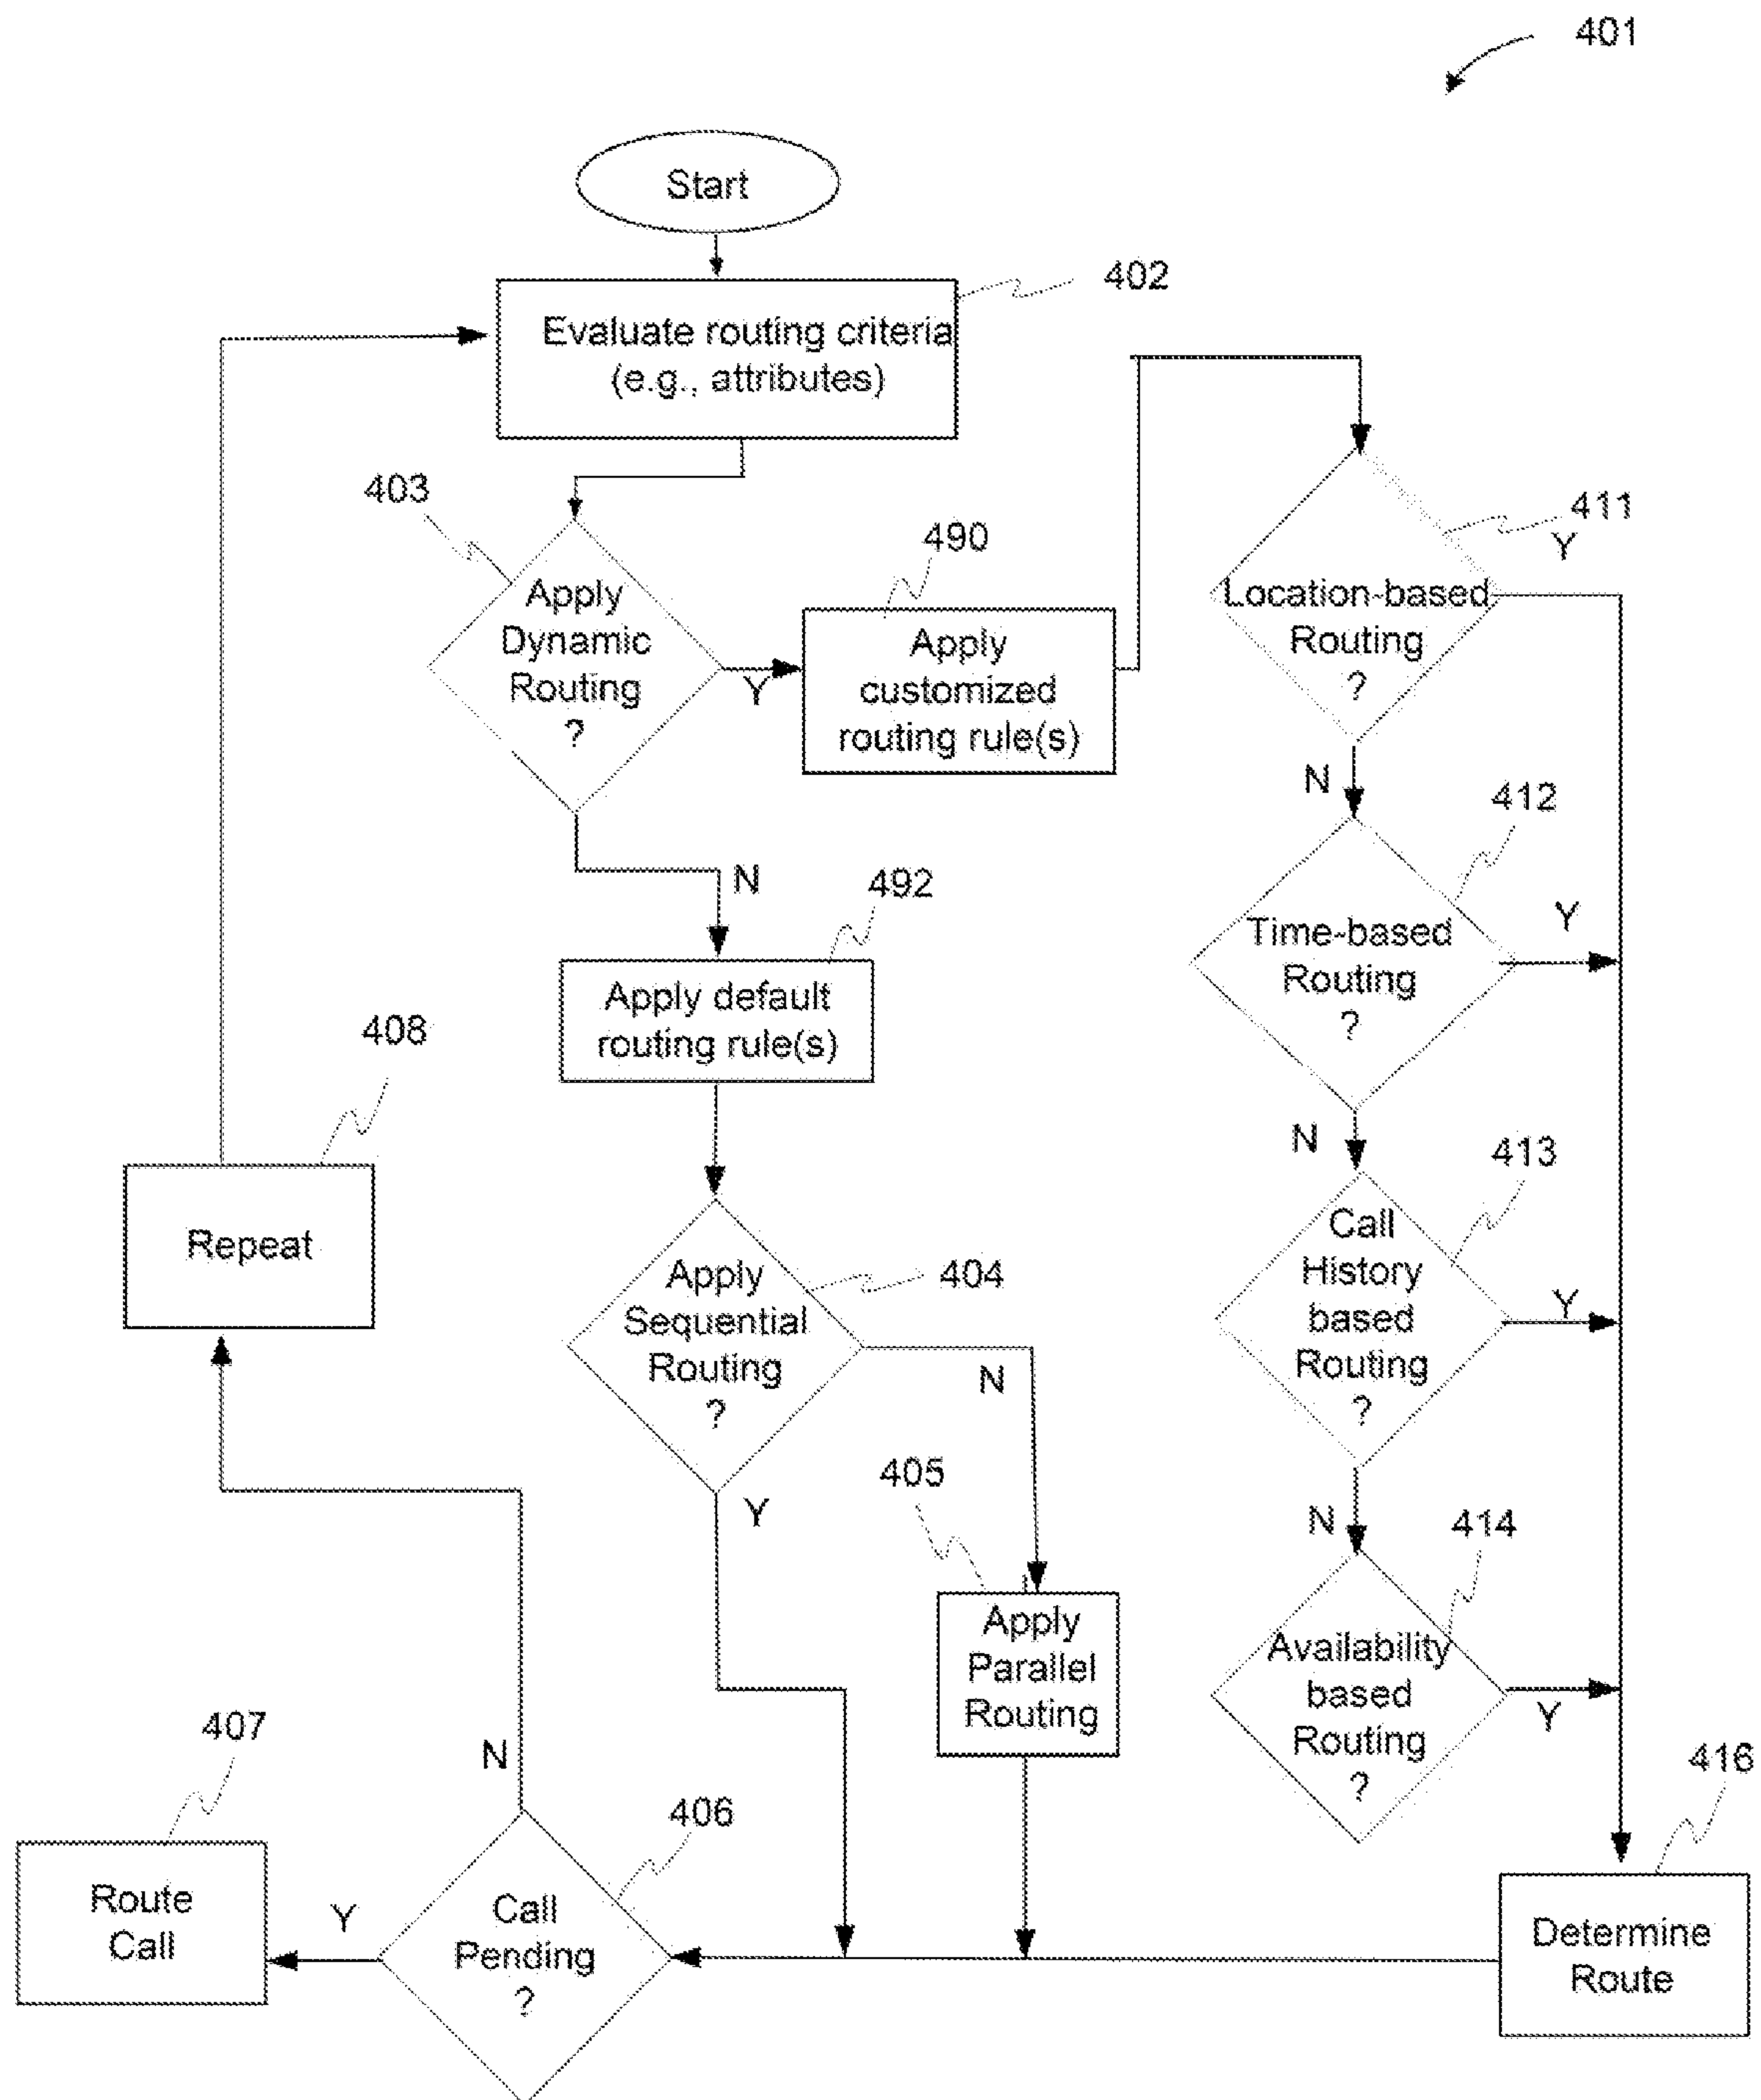 401
Start
402
Evaluate routing criteria
(e.g., attributes)
403
Apply
Dynamic
Routing
?
Y
490
Apply
customized
routing rule(s)
411
Y
Location-based
Routing
?
N
N
492
Apply default
routing rule(s)
412
Time-based
Routing
?
Y
N
408
Repeat
404
Apply
Sequential
Routing
?
N
Y
413
Call
History
based
Routing
?
Y
N
405
Apply
Parallel
Routing
414
Availability
based
Routing
?
Y
407
Route
Call
N
406
Call
Pending
?
Y
416
Determine
Route